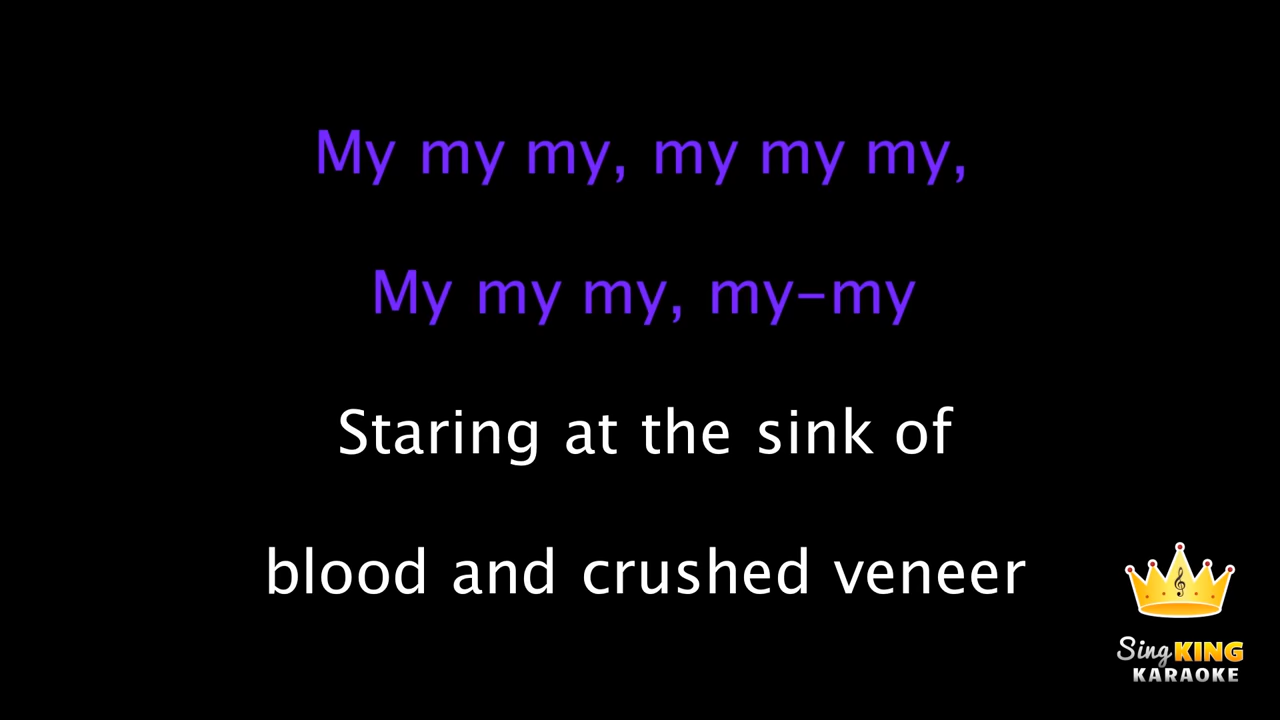 My my my, my my my,
My my my, my-my
Staring at the sink of
blood and crushed veneer
Sing KING
KARAOKE